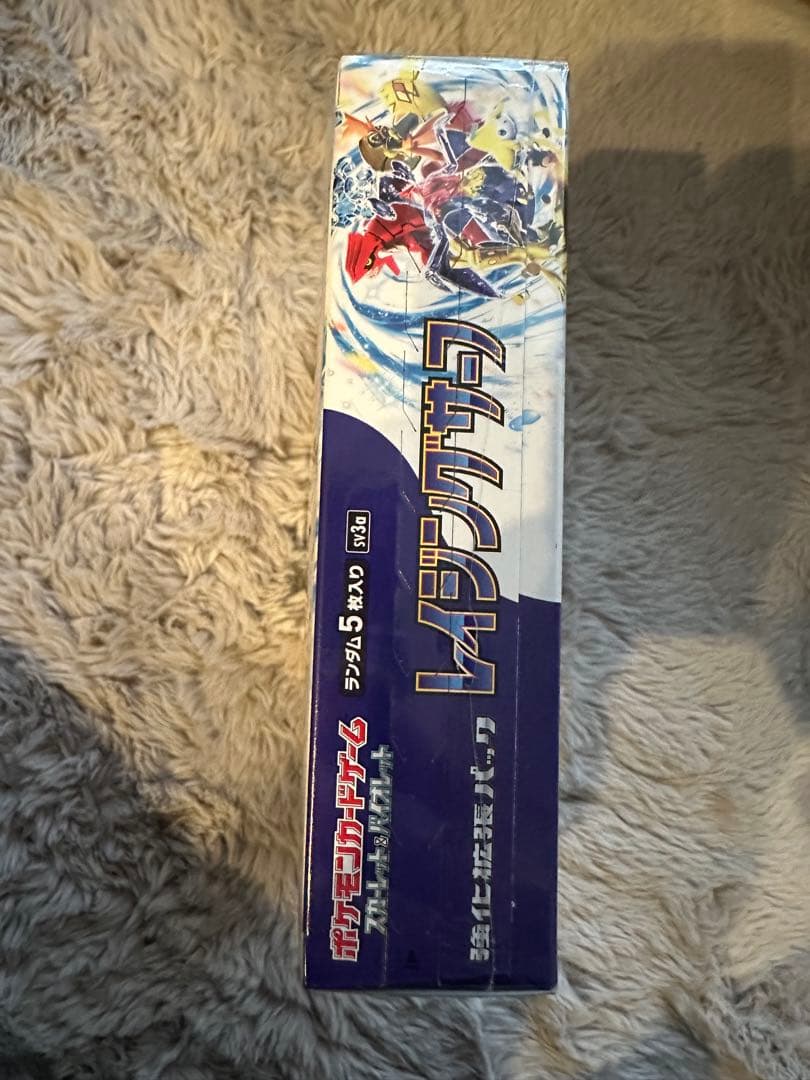 ポケモンカードゲーム
スカーレット&バイオレット
ランダム5枚入り SV3a
強化拡張パック
レイジングサーフ